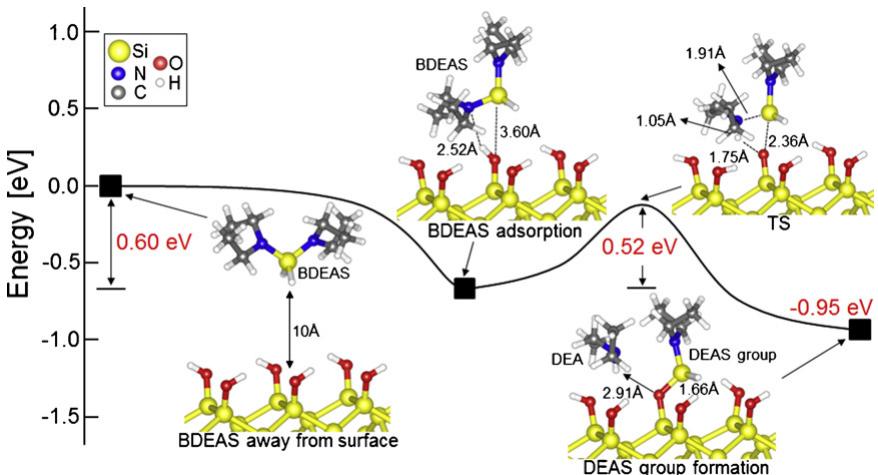 Energy [eV]
1.0
0.5
0.0
-0.5
-1.0
-1.5
Si
N
C
O
H
0.60 eV
BDEAS
10Å
BDEAS away from surface
BDEAS
2.52Å
3.60Å
BDEAS adsorption
1.91Å
1.05Å
1.75Å
2.36Å
TS
0.52 eV
-0.95 eV
DEA
DEAS group
2.91Å
1.66Å
DEAS group formation